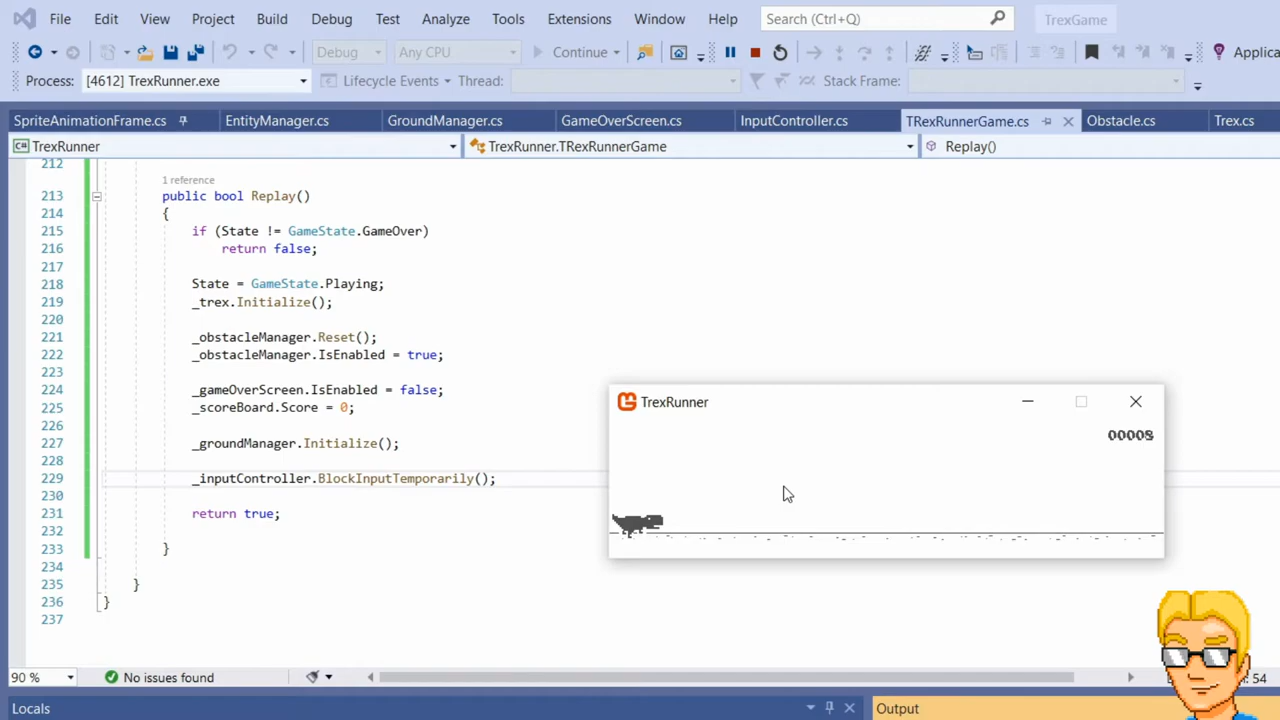 File Edit View Project Build Debug Test Analyze Tools Extensions Window Help Search (Ctrl+Q) TrexGame
Debug Any CPU Continue Applica
Process: [4612] TrexRunner.exe Lifecycle Events Thread: Stack Frame:
SpriteAnimationFrame.cs EntityManager.cs GroundManager.cs GameOverScreen.cs InputController.cs TRexRunnerGame.cs Obstacle.cs Trex.cs
TrexRunner TrexRunner.TRexRunnerGame Replay()
212
1 reference
213 public bool Replay()
214 {
215 if (State != GameState.GameOver)
216 return false;
217
218 State = GameState.Playing;
219 _trex.Initialize();
220
221 _obstacleManager.Reset();
222 _obstacleManager.IsEnabled = true;
223
224 _gameOverScreen.IsEnabled = false;
225 _scoreBoard.Score = 0;
226
227 _groundManager.Initialize();
228
229 _inputController.BlockInputTemporarily();
230
231 return true;
232
233 }
234
235 }
236 }
237
TrexRunner
90 % No issues found : 54
Locals Output